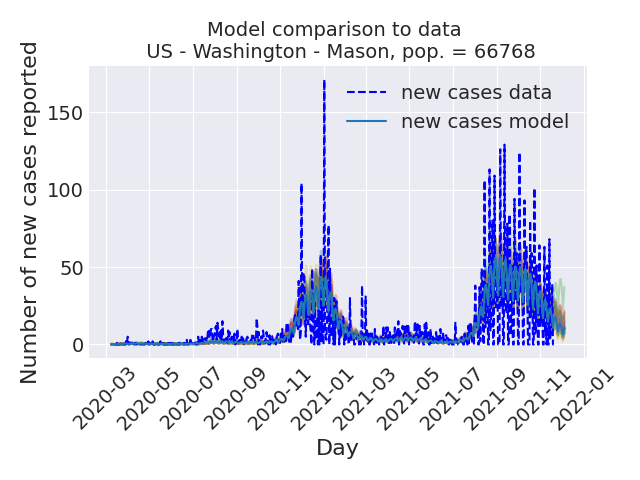 Model comparison to data
US - Washington - Mason, pop. = 66768
Number of new cases reported
150
100
50
0
new cases data
new cases model
2020-03
2020-05
2020-07
2020-09
2020-11
2021-01
2021-03
2021-05
2021-07
2021-09
2021-11
2022-01
Day